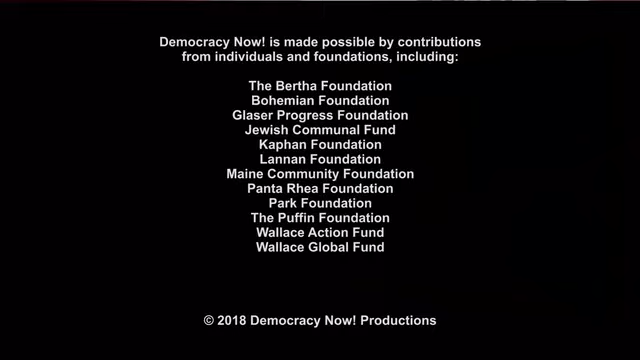 Democracy Now! is made possible by contributions
from individuals and foundations, including:
The Bertha Foundation
Bohemian Foundation
Glaser Progress Foundation
Jewish Communal Fund
Kaphan Foundation
Lannan Foundation
Maine Community Foundation
Panta Rhea Foundation
Park Foundation
The Puffin Foundation
Wallace Action Fund
Wallace Global Fund
© 2018 Democracy Now! Productions